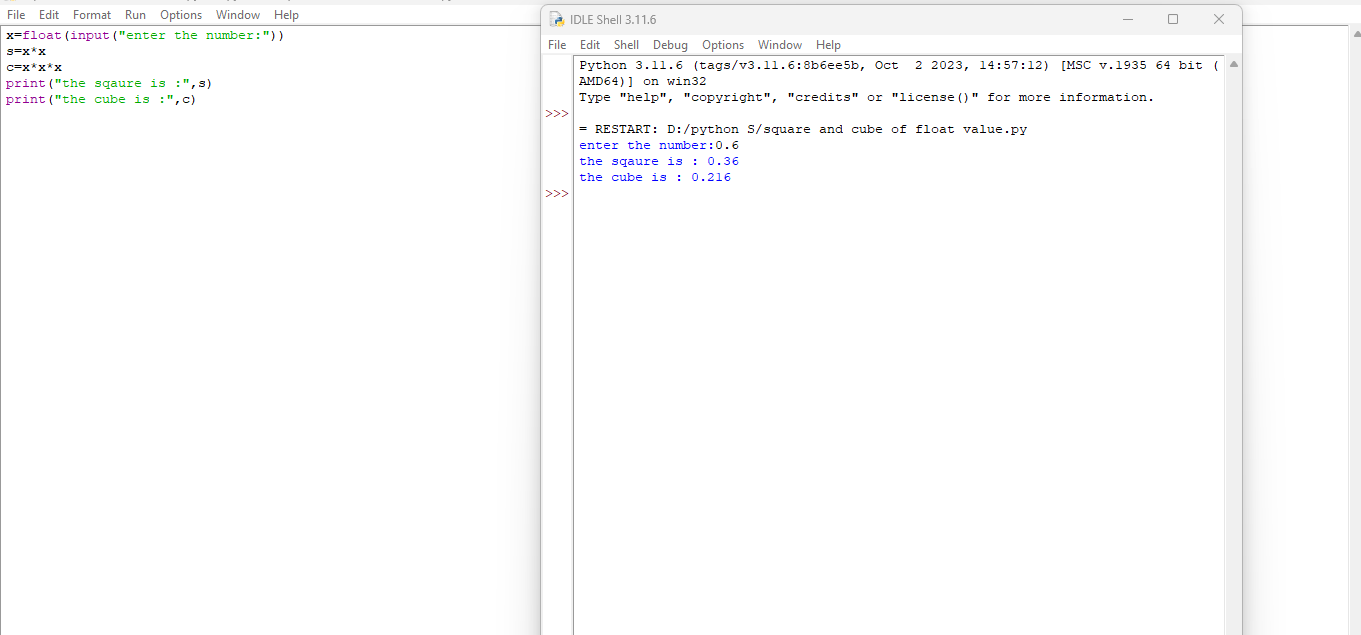 File Edit Format Run Options Window Help
x=float(input("enter the number:"))
s=x*x
c=x*x*x
print("the sqaure is :",s)
print("the cube is :",c)
IDLE Shell 3.11.6
File Edit Shell Debug Options Window Help
Python 3.11.6 (tags/v3.11.6:8b6ee5b, Oct  2 2023, 14:57:12) [MSC v.1935 64 bit (
AMD64)] on win32
Type "help", "copyright", "credits" or "license()" for more information.
>>>
= RESTART: D:/python S/square and cube of float value.py
enter the number:0.6
the sqaure is : 0.36
the cube is : 0.216
>>>